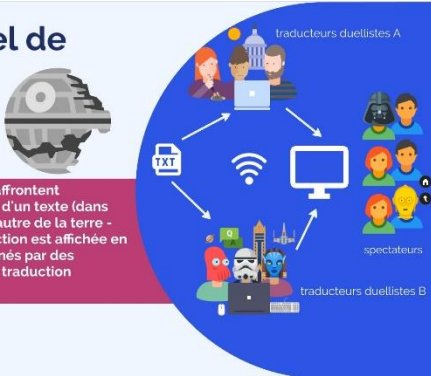 el de
traducteurs duellistes A
TXT
Q
A
affrontent
d'un texte (dans
autre de la terre -
ction est affichée en
nés par des
traduction
spectateurs
traducteurs duellistes B